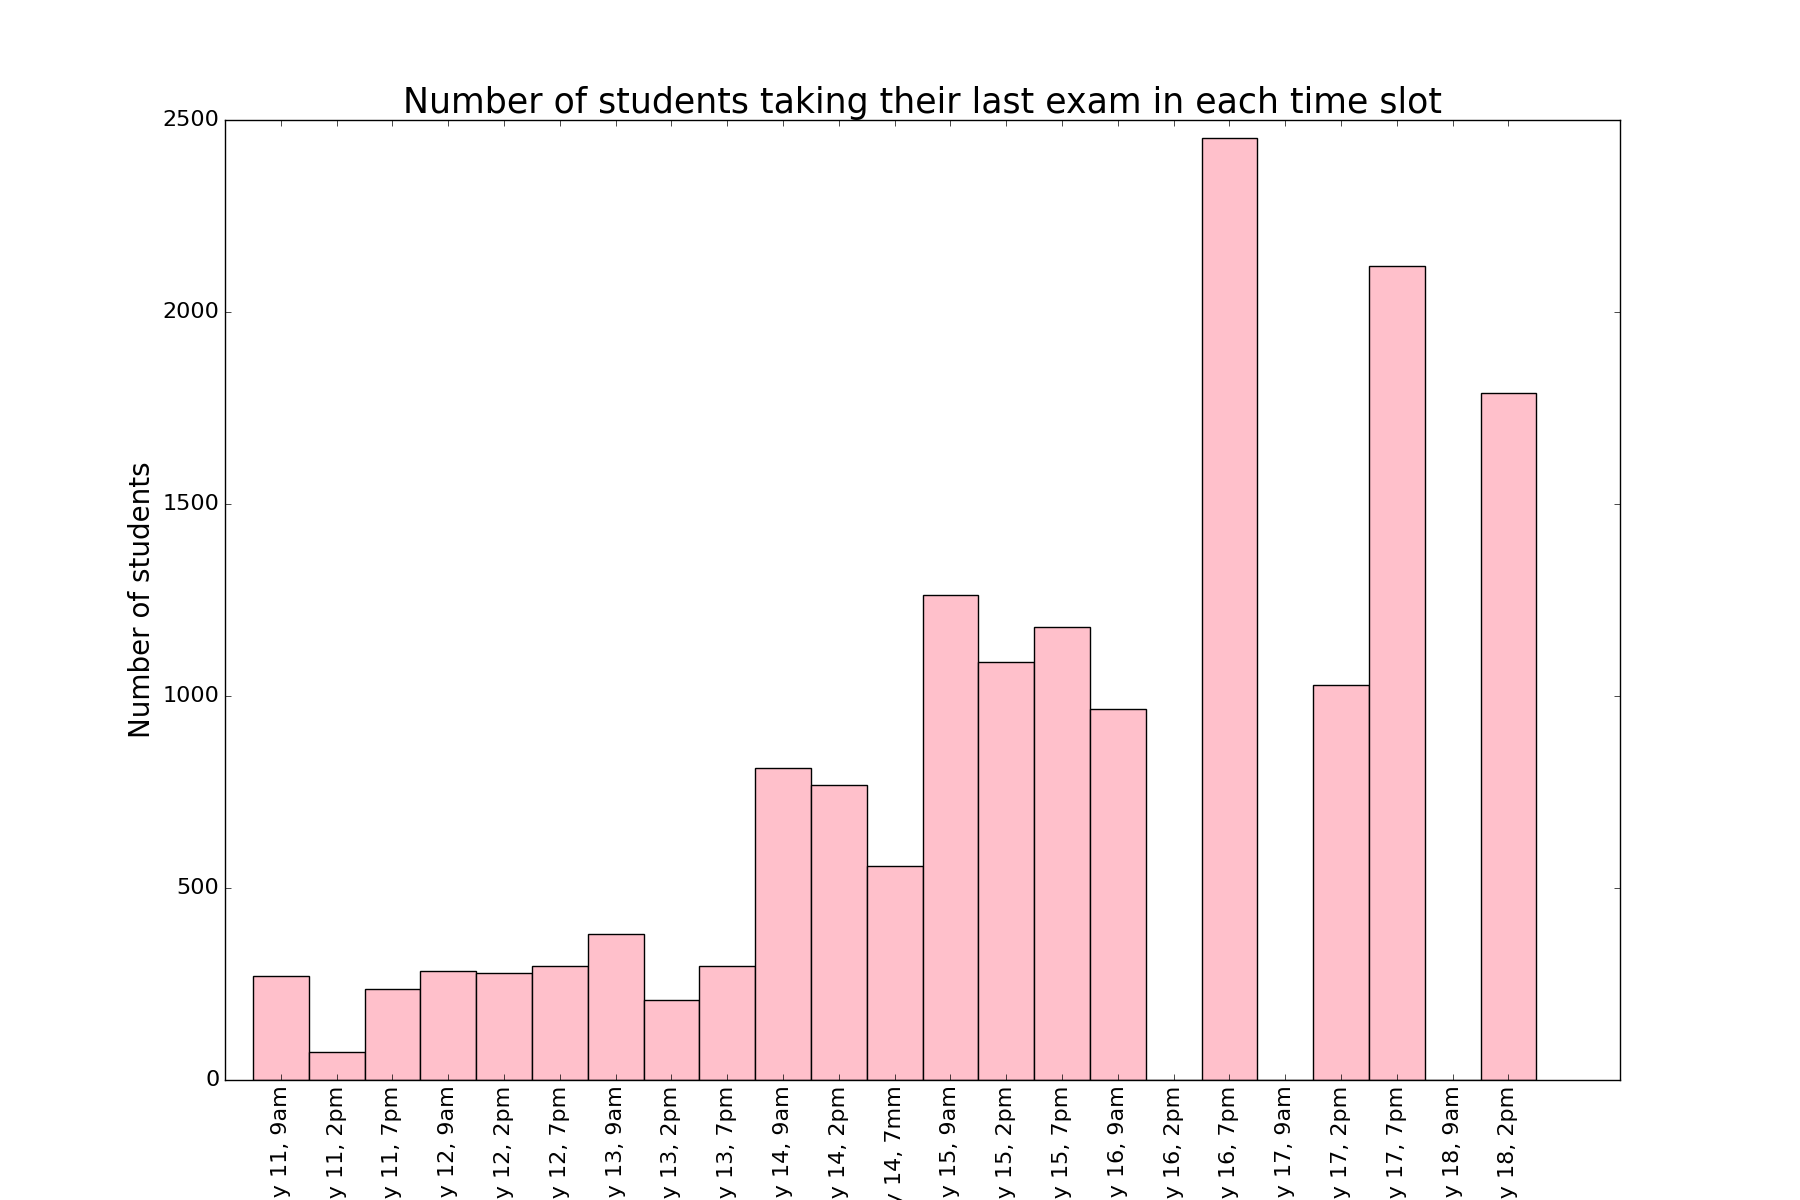 Number of students taking their last exam in each time slot
Number of students
2500
2000
1500
1000
500
0
y 11, 9am
y 11, 2pm
y 11, 7pm
y 12, 9am
y 12, 2pm
y 12, 7pm
y 13, 9am
y 13, 2pm
y 13, 7pm
y 14, 9am
y 14, 2pm
y 14, 7mm
y 15, 9am
y 15, 2pm
y 15, 7pm
y 16, 9am
y 16, 2pm
y 16, 7pm
y 17, 9am
y 17, 2pm
y 17, 7pm
y 18, 9am
y 18, 2pm